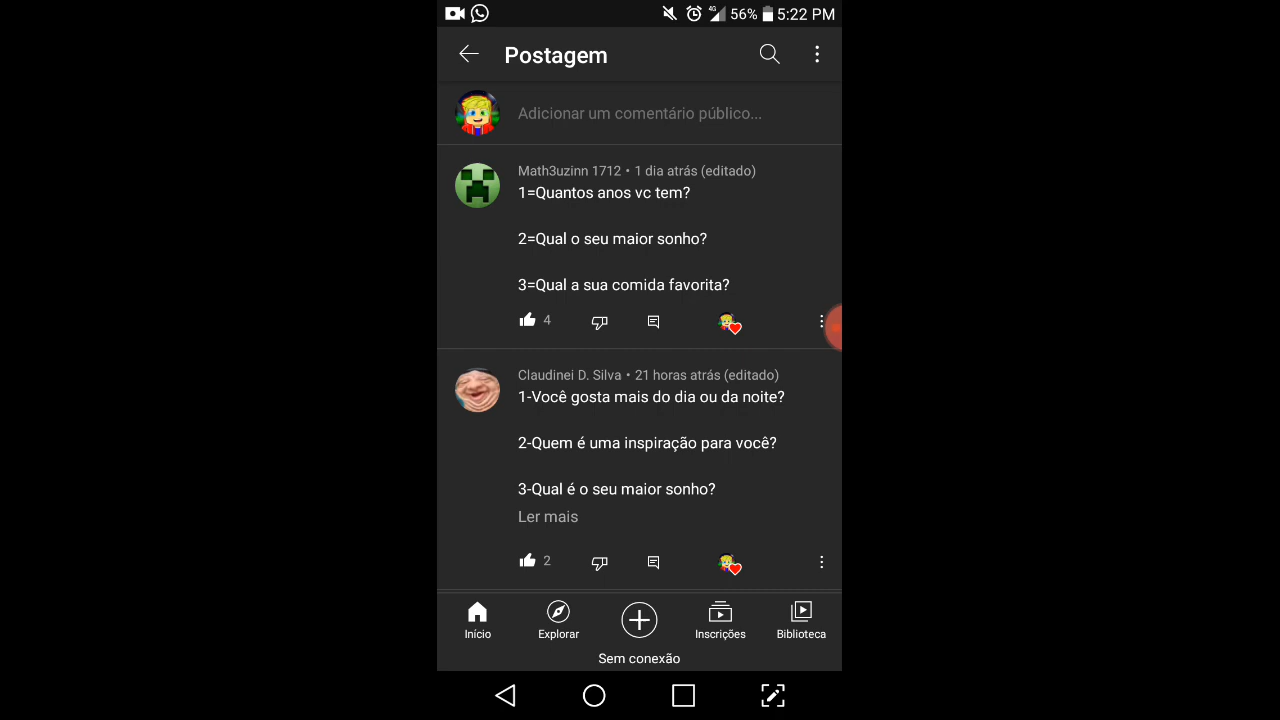 4G 56% 5:22 PM
Postagem
Adicionar um comentário público...
Math3uzinn 1712 • 1 dia atrás (editado)
1=Quantos anos vc tem?
2=Qual o seu maior sonho?
3=Qual a sua comida favorita?
4
Claudinei D. Silva • 21 horas atrás (editado)
1-Você gosta mais do dia ou da noite?
2-Quem é uma inspiração para você?
3-Qual é o seu maior sonho?
Ler mais
2
Início Explorar Inscrições Biblioteca
Sem conexão